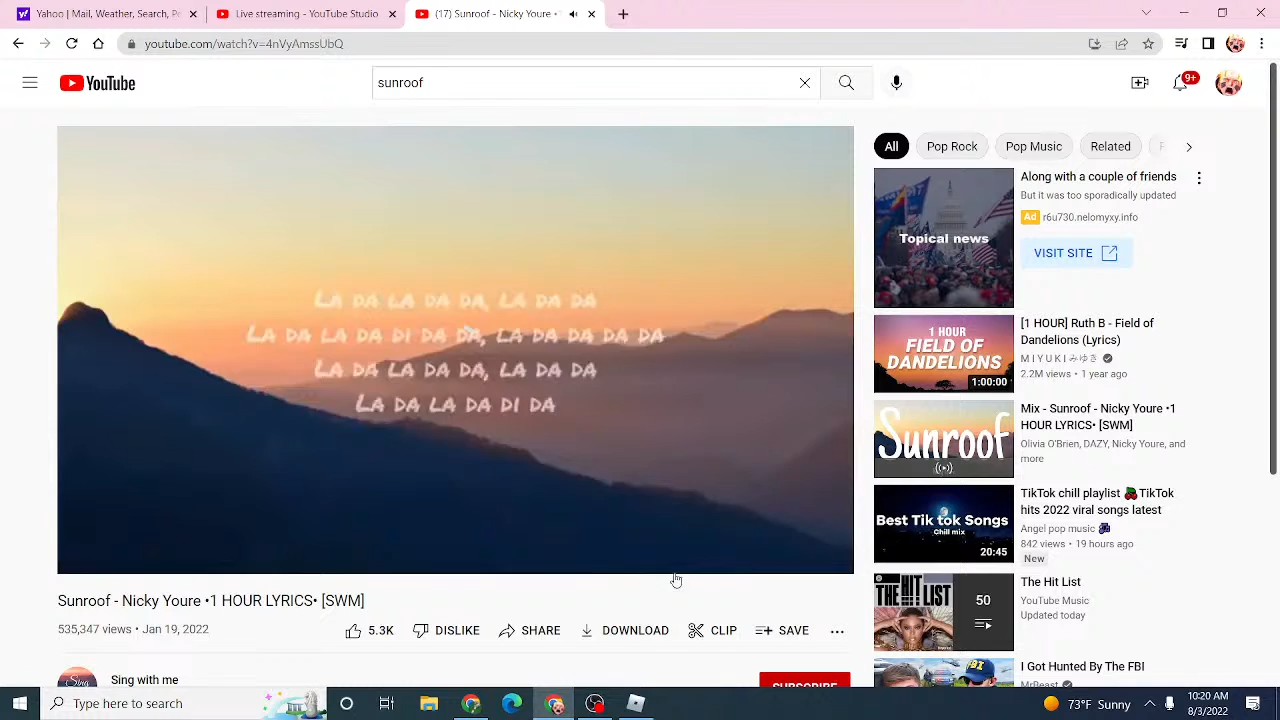 Yahoo | Mail, Weather, Search, Po
Live streaming - YouTube Studio
(17) Sunroof - Nicky Youre •
youtube.com/watch?v=4nVyAmssUbQ
YouTube
sunroof
9+
LA DA LA DA DA, LA DA DA
LA DA LA DA DI DA DA, LA DA DA DA DA
LA DA LA DA DA, LA DA DA
LA DA LA DA DI DA
Sunroof - Nicky Youre •1 HOUR LYRICS• [SWM]
535,347 views • Jan 13, 2022
5.3K
DISLIKE
SHARE
DOWNLOAD
CLIP
SAVE
Sing with me
SUBSCRIBE
All
Pop Rock
Pop Music
Related
Topical news
Along with a couple of friends
But it was too sporadically updated
Ad r6u730.nelomyxy.info
VISIT SITE
1 HOUR
FIELD OF
DANDELIONS
1:00:00
[1 HOUR] Ruth B - Field of
Dandelions (Lyrics)
M I Y U K I みゆき
2.2M views • 1 year ago
Sunroof
Mix - Sunroof - Nicky Youre •1
HOUR LYRICS• [SWM]
Olivia O'Brien, DAZY, Nicky Youre, and
more
Best Tik tok Songs
Chill mix
20:45
TikTok chill playlist 🍒TikTok
hits 2022 viral songs latest
Angel pop music
842 views • 19 hours ago
New
THE HIT LIST
50
The Hit List
YouTube Music
Updated today
FBI
I Got Hunted By The FBI
MrBeast
Type here to search
73°F Sunny
10:20 AM
8/3/2022